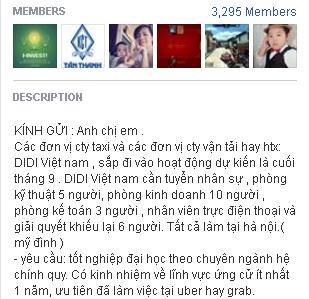 MEMBERS 3,295 Members
I-INVEST!
TÂN THÀNH
DESCRIPTION
KÍNH GỬI : Anh chị em .
Các đơn vị cty taxi và các đơn vị cty vận tải hay htx:
DIDI Việt nam , sắp đi vào hoạt động dự kiến là cuối
tháng 9 . DIDI Việt nam cần tuyển nhân sự , phòng
kỹ thuật 5 người, phòng kinh doanh 10 người ,
phòng kế toán 3 người , nhân viên trực điện thoại và
giải quyết khiếu lại 6 người. Tất cả làm tại hà nội.(
mỹ đình )
- yêu cầu: tốt nghiệp đại học theo chuyên ngành hệ
chính quy. Có kinh nhiệm về lĩnh vực ứng cử ít nhất
1 năm, ưu tiên đã làm việc tại uber hay grab.